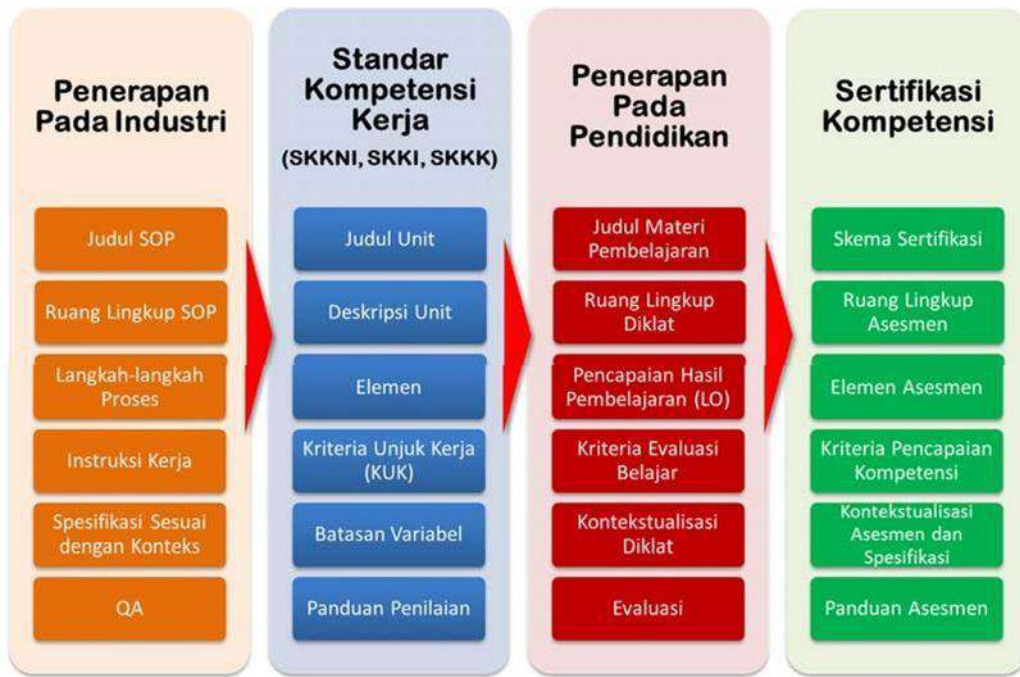 Penerapan
Pada Industri
Judul SOP
Ruang Lingkup SOP
Langkah-langkah
Proses
Instruksi Kerja
Spesifikasi Sesuai
dengan Konteks
QA
Standar
Kompetensi
Kerja
(SKKNI, SKKI, SKKK)
Judul Unit
Deskripsi Unit
Elemen
Kriteria Unjuk Kerja
(KUK)
Batasan Variabel
Panduan Penilaian
Penerapan
Pada
Pendidikan
Judul Materi
Pembelajaran
Ruang Lingkup
Diklat
Pencapaian Hasil
Pembelajaran (LO)
Kriteria Evaluasi
Belajar
Kontekstualisasi
Diklat
Evaluasi
Sertifikasi
Kompetensi
Skema Sertifikasi
Ruang Lingkup
Asesmen
Elemen Asesmen
Kriteria Pencapaian
Kompetensi
Kontekstualisasi
Asesmen dan
Spesifikasi
Panduan Asesmen